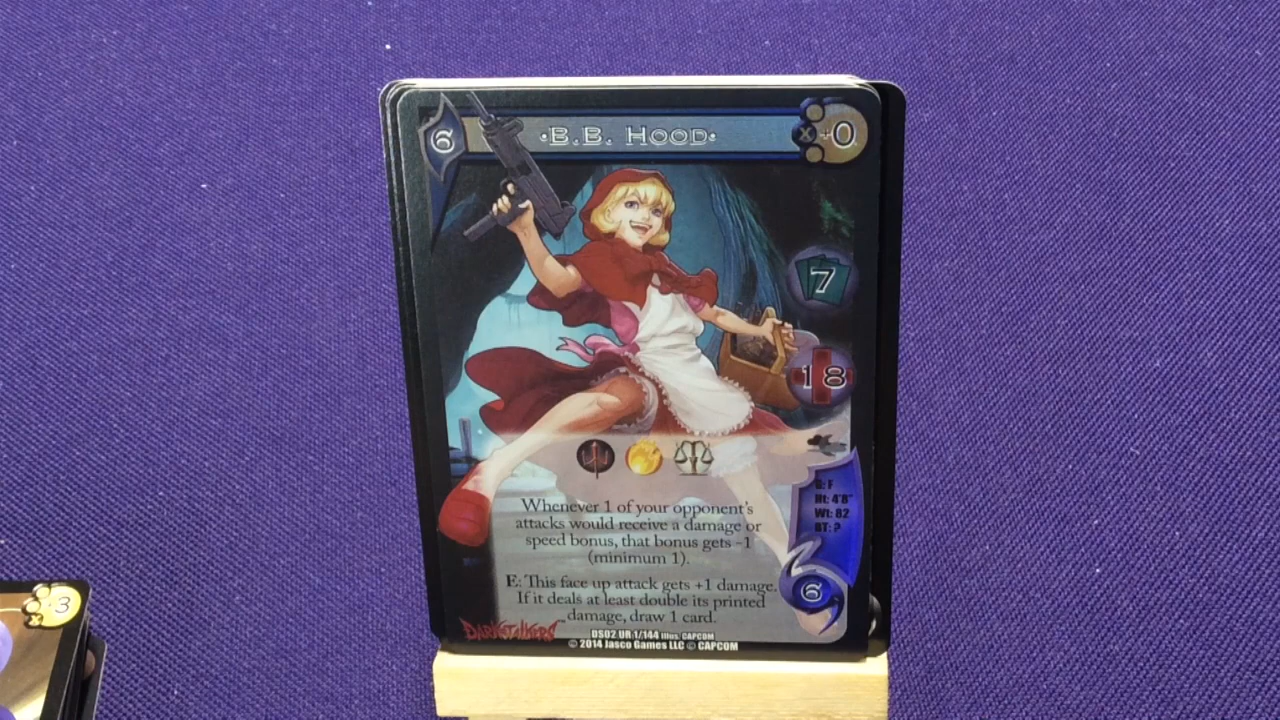 6
·B.B. HOOD·
X +0
7
18
G: F
Ht: 4'8"
Wt: 82
BT: ?
Whenever 1 of your opponent's
attacks would receive a damage or
speed bonus, that bonus gets -1
(minimum 1).
E: This face up attack gets +1 damage.
If it deals at least double its printed
damage, draw 1 card.
6
DARKSTALKERS™
DS02 UR:1/144 Illus: CAPCOM
© 2014 Jasco Games LLC © CAPCOM
X 3